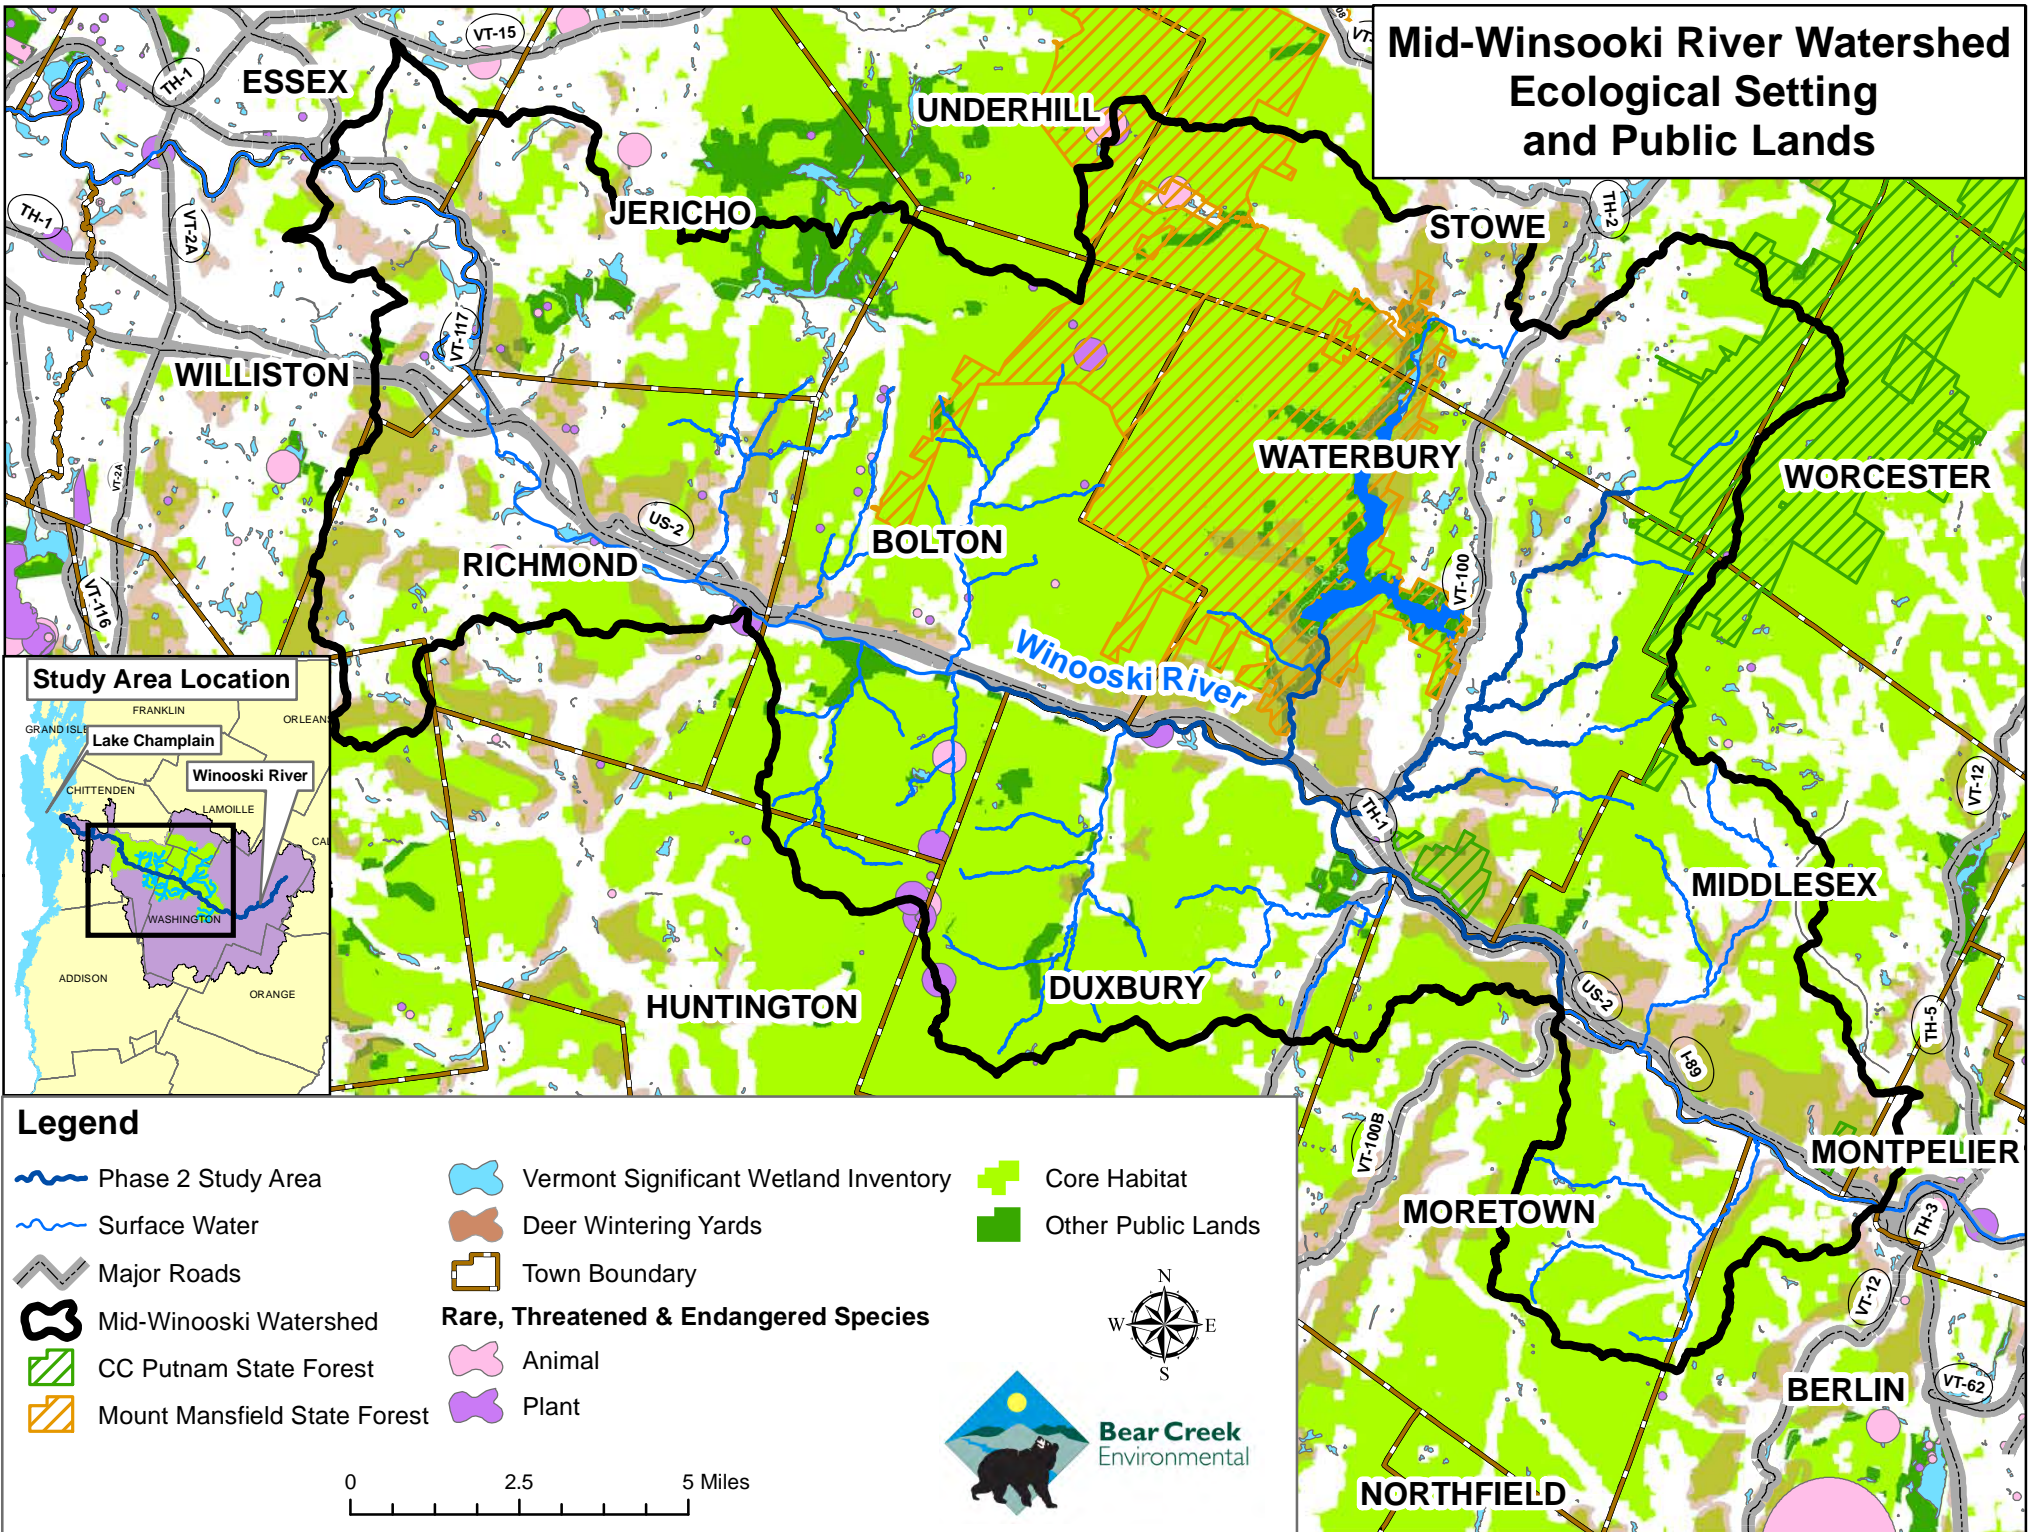 Mid-Winsooki River Watershed
Ecological Setting
and Public Lands
VT-15
TH-1
ESSEX
UNDERHILL
JERICHO
STOWE
TH-2
TH-1
VT-2A
VT-117
WILLISTON
WATERBURY
WORCESTER
VT-2A
US-2
BOLTON
RICHMOND
VT-100
VT-116
Winooski River
TH-1
VT-12
MIDDLESEX
DUXBURY
HUNTINGTON
US-2
TH-5
I-89
VT-100B
MONTPELIER
MORETOWN
TH-3
VT-12
BERLIN
VT-62
NORTHFIELD
Study Area Location
FRANKLIN
GRAND ISLE
ORLEANS
Lake Champlain
Winooski River
CHITTENDEN
LAMOILLE
CAL
WASHINGTON
ADDISON
ORANGE
Legend
Phase 2 Study Area
Surface Water
Major Roads
Mid-Winooski Watershed
CC Putnam State Forest
Mount Mansfield State Forest
Vermont Significant Wetland Inventory
Deer Wintering Yards
Town Boundary
Rare, Threatened & Endangered Species
Animal
Plant
Core Habitat
Other Public Lands
N
W E
S
Bear Creek
Environmental
0 2.5 5 Miles